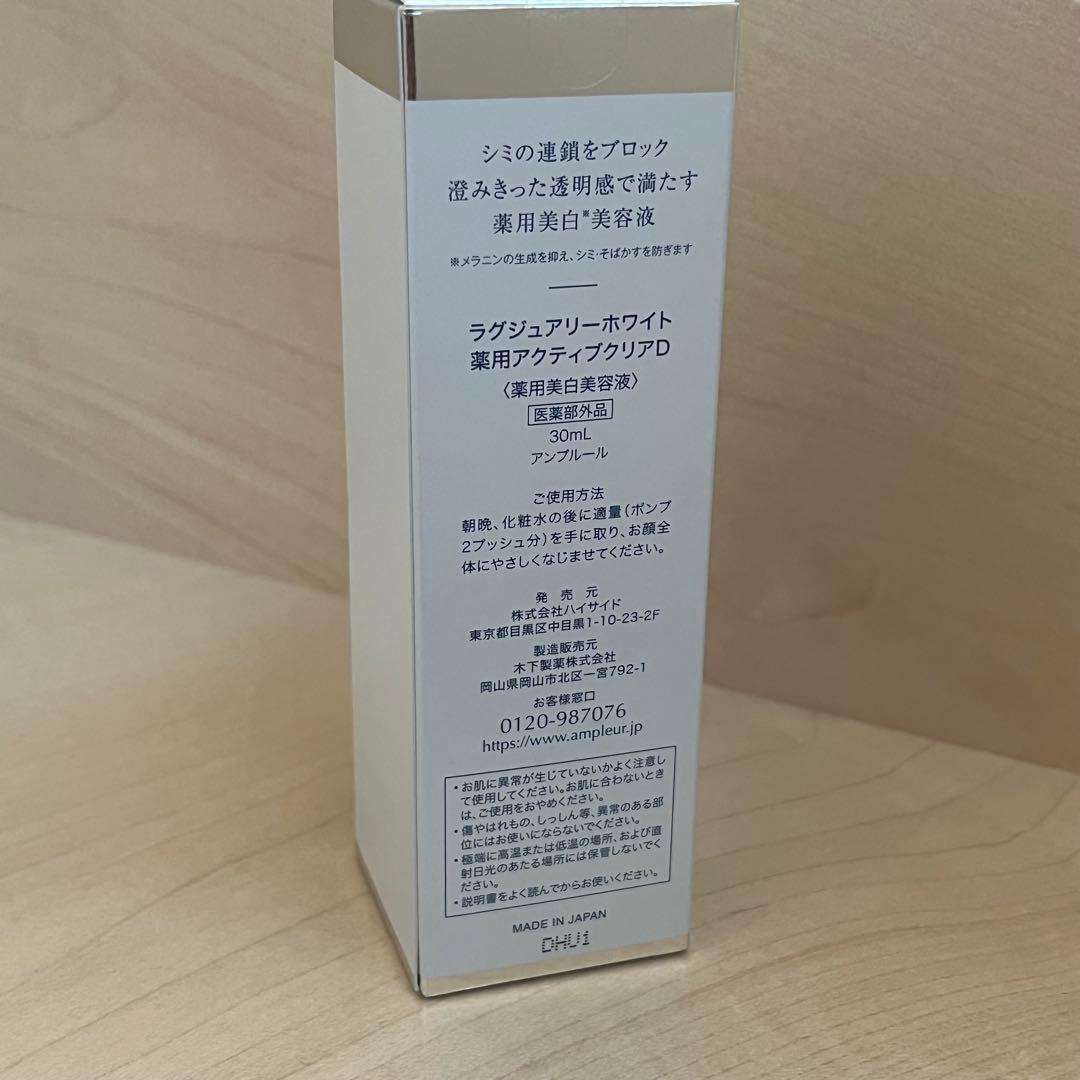 シミの連鎖をブロック
澄みきった透明感で満たす
薬用美白※美容液
※メラニンの生成を抑え、シミ・そばかすを防ぎます
ラグジュアリーホワイト
薬用アクティブクリアD
〈薬用美白美容液〉
医薬部外品
30mL
アンプルール
ご使用方法
朝晩、化粧水の後に適量(ポンプ
2プッシュ分)を手に取り、お顔全
体にやさしくなじませてください。
発売元
株式会社ハイサイド
東京都目黒区中目黒1-10-23-2F
製造販売元
木下製薬株式会社
岡山県岡山市北区一宮792-1
お客様窓口
0120-987076
https://www.ampleur.jp
・お肌に異常が生じていないかよく注意し
て使用してください。お肌に合わないとき
は、ご使用をおやめください。
・傷やはれもの、しっしん等、異常のある部
位にはお使いにならないでください。
・極端に高温または低温の場所、および直
射日光のあたる場所には保管しないでく
ださい。
・説明書をよく読んでからお使いください。
MADE IN JAPAN
DHU1